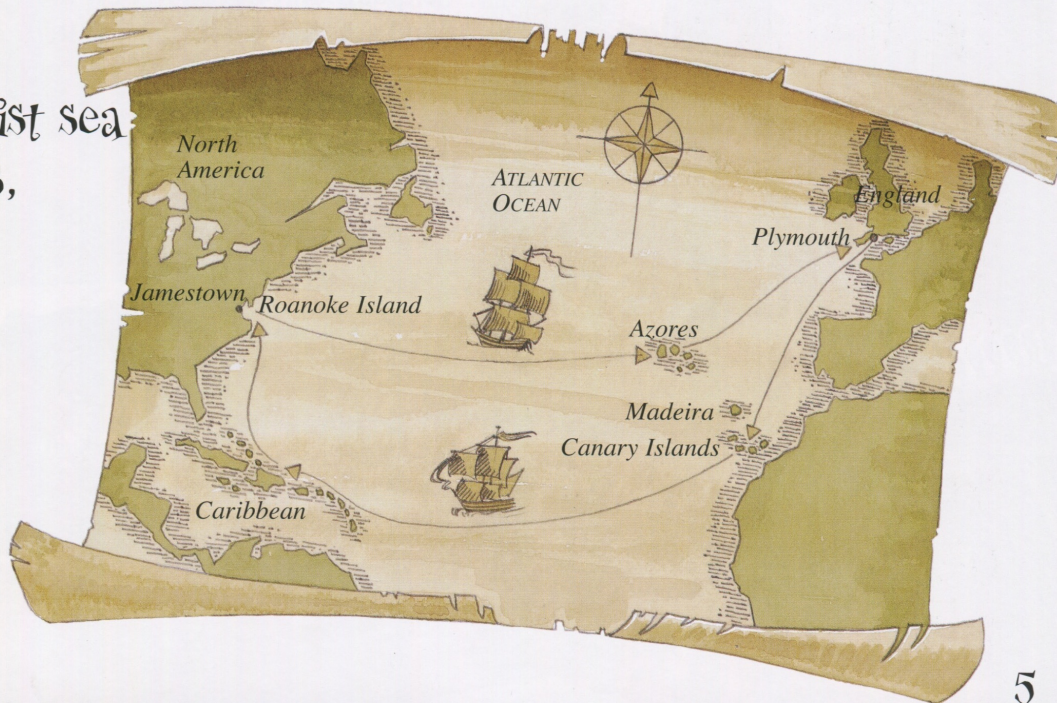 ist sea
North
America
ATLANTIC
OCEAN
England
Plymouth
Jamestown
Roanoke Island
Azores
Madeira
Canary Islands
Caribbean
5